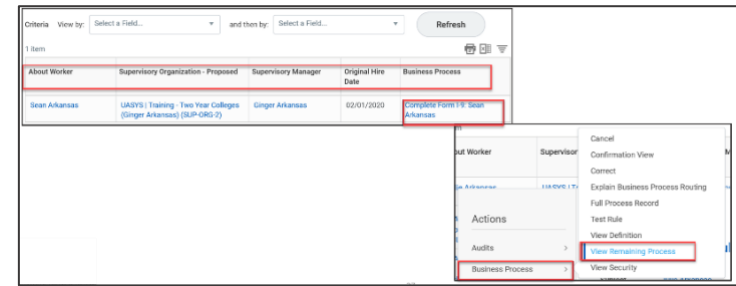 Criteria View by: Select a Field... and then by: Select a Field... Refresh
1 item
About Worker Supervisory Organization - Proposed Supervisory Manager Original Hire Date Business Process
Sean Arkansas UASYS | Training - Two Year Colleges (Ginger Arkansas) (SUP-ORG-2) Ginger Arkansas 02/01/2020 Complete Form I-9: Sean Arkansas
out Worker Supervisor
Actions
Audits
Business Process
Cancel
Confirmation View
Correct
Explain Business Process Routing
Full Process Record
Test Rule
View Definition
View Remaining Process
View Security